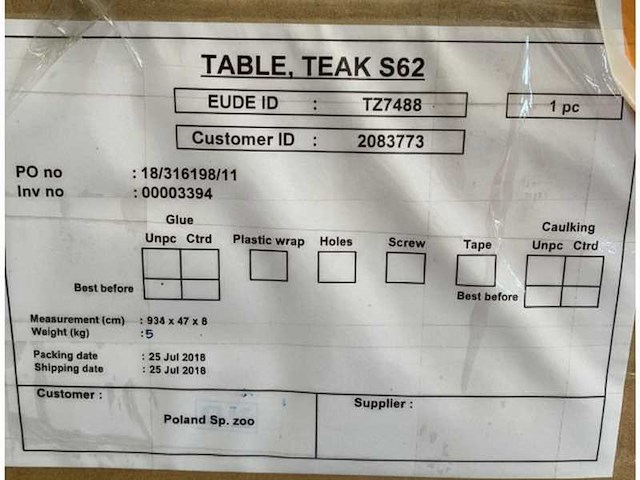 TABLE, TEAK S62
EUDE ID : TZ7488
1 pc
Customer ID : 2083773
PO no : 18/316198/11
Inv no : 00003394
Glue
Unpc Ctrd
Plastic wrap
Holes
Screw
Tape
Caulking
Unpc Ctrd
Best before
Best before
Measurement (cm) : 934 x 47 x 8
Weight (kg) : 5
Packing date : 25 Jul 2018
Shipping date : 25 Jul 2018
Customer :
Poland Sp. zoo
Supplier :